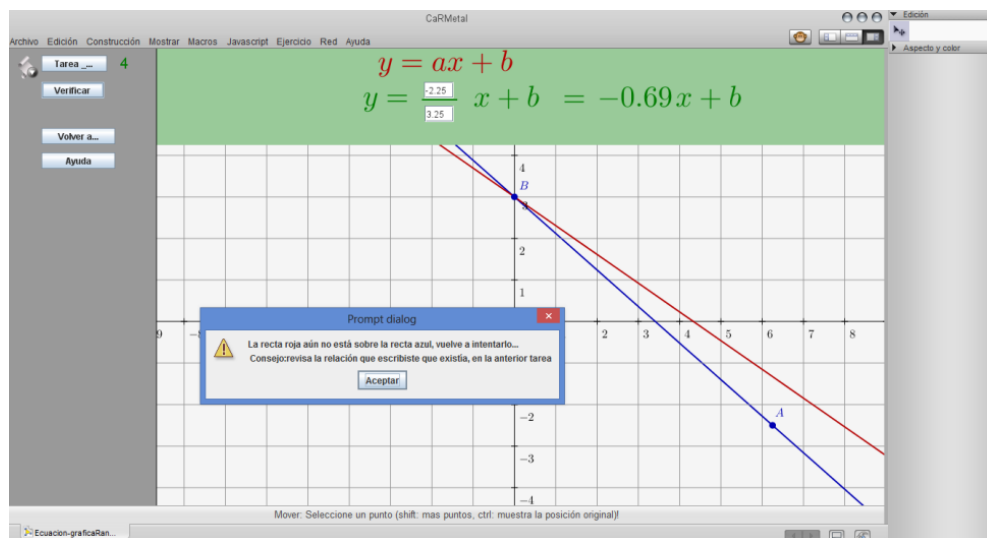 CaRMetal
Edición
Archivo Edición Construcción Mostrar Macros Javascript Ejercicio Red Ayuda
Aspecto y color
Tarea _... 4
Verificar
Volver a...
Ayuda
y = ax + b
y = -2.25 / 3.25 x + b = −0.69x + b
4
B
3
2
1
9 2 3 4 5 6 7 8
Prompt dialog
La recta roja aún no está sobre la recta azul, vuelve a intentarlo...
Consejo:revisa la relación que escribiste que existía, en la anterior tarea
Aceptar
−2
A
−3
−4
Mover: Seleccione un punto (shift: mas puntos, ctrl: muestra la posición original)!
Ecuacion-graficaRan...